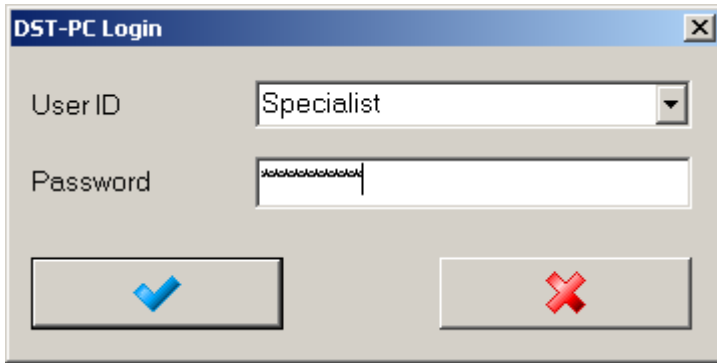 DST-PC Login
User ID
Specialist
Password
************